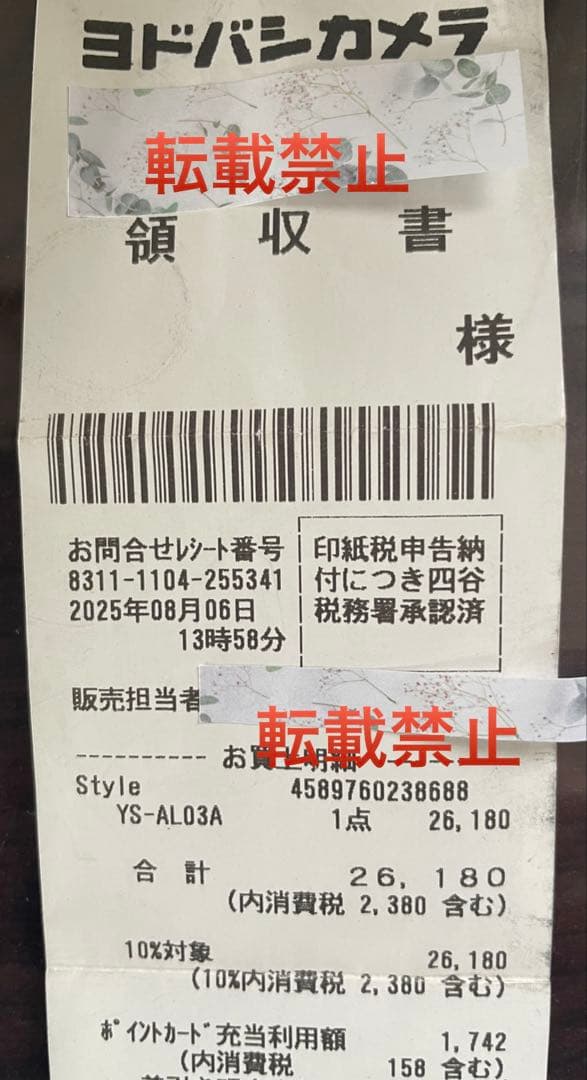 ヨドバシカメラ
転載禁止
領 収 書
様
お問合せﾚｼｰﾄ番号
8311-1104-255341
2025年08月06日
13時58分
印紙税申告納
付につき四谷
税務署承認済
販売担当者
転載禁止
---------- お買上明細
Style 4589760238688
YS-AL03A 1点 26,180
合 計 26,180
(内消費税 2,380 含む)
10%対象 26,180
(10%内消費税 2,380 含む)
ﾎﾟｲﾝﾄｶｰﾄﾞ充当利用額 1,742
(内消費税 158 含む)